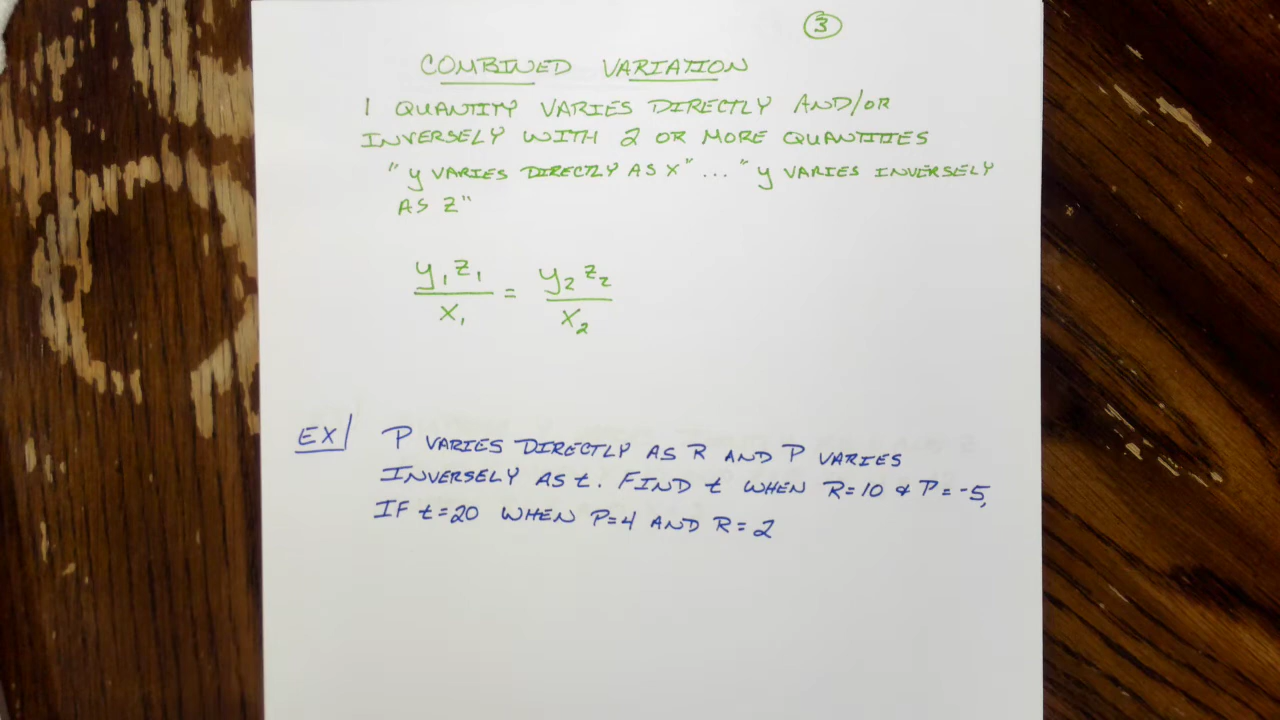 3
COMBINED VARIATION
1 QUANTITY VARIES DIRECTLY AND/OR
INVERSELY WITH 2 OR MORE QUANTITIES
"y VARIES DIRECTLY AS X" ... "y VARIES INVERSELY
AS Z"
y₁z₁/x₁ = y₂z₂/x₂
EX| P VARIES DIRECTLY AS R AND P VARIES
INVERSELY AS t. FIND t WHEN R=10 & P=-5,
IF t=20 WHEN P=4 AND R=2